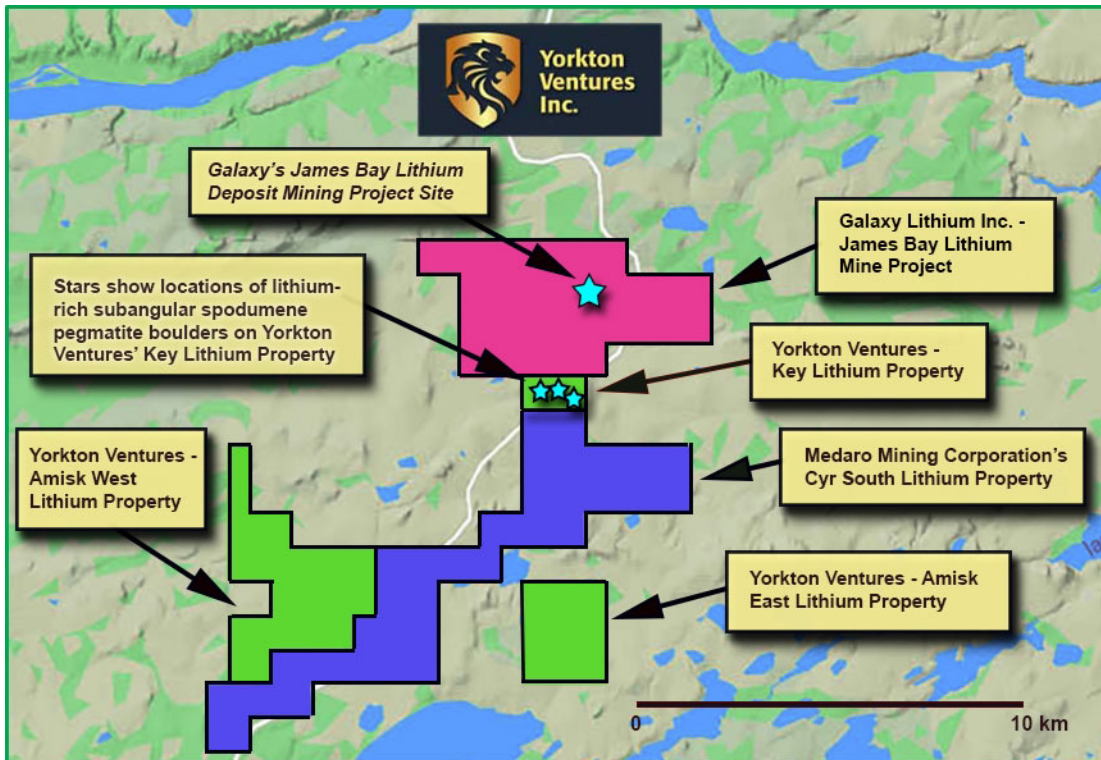 Yorkton
Ventures
Inc.
Galaxy's James Bay Lithium
Deposit Mining Project Site
Galaxy Lithium Inc. -
James Bay Lithium
Mine Project
Stars show locations of lithium-
rich subangular spodumene
pegmatite boulders on Yorkton
Ventures' Key Lithium Property
Yorkton Ventures -
Key Lithium Property
Yorkton Ventures -
Amisk West
Lithium Property
Medaro Mining Corporation's
Cyr South Lithium Property
Yorkton Ventures - Amisk
East Lithium Property
0
10 km